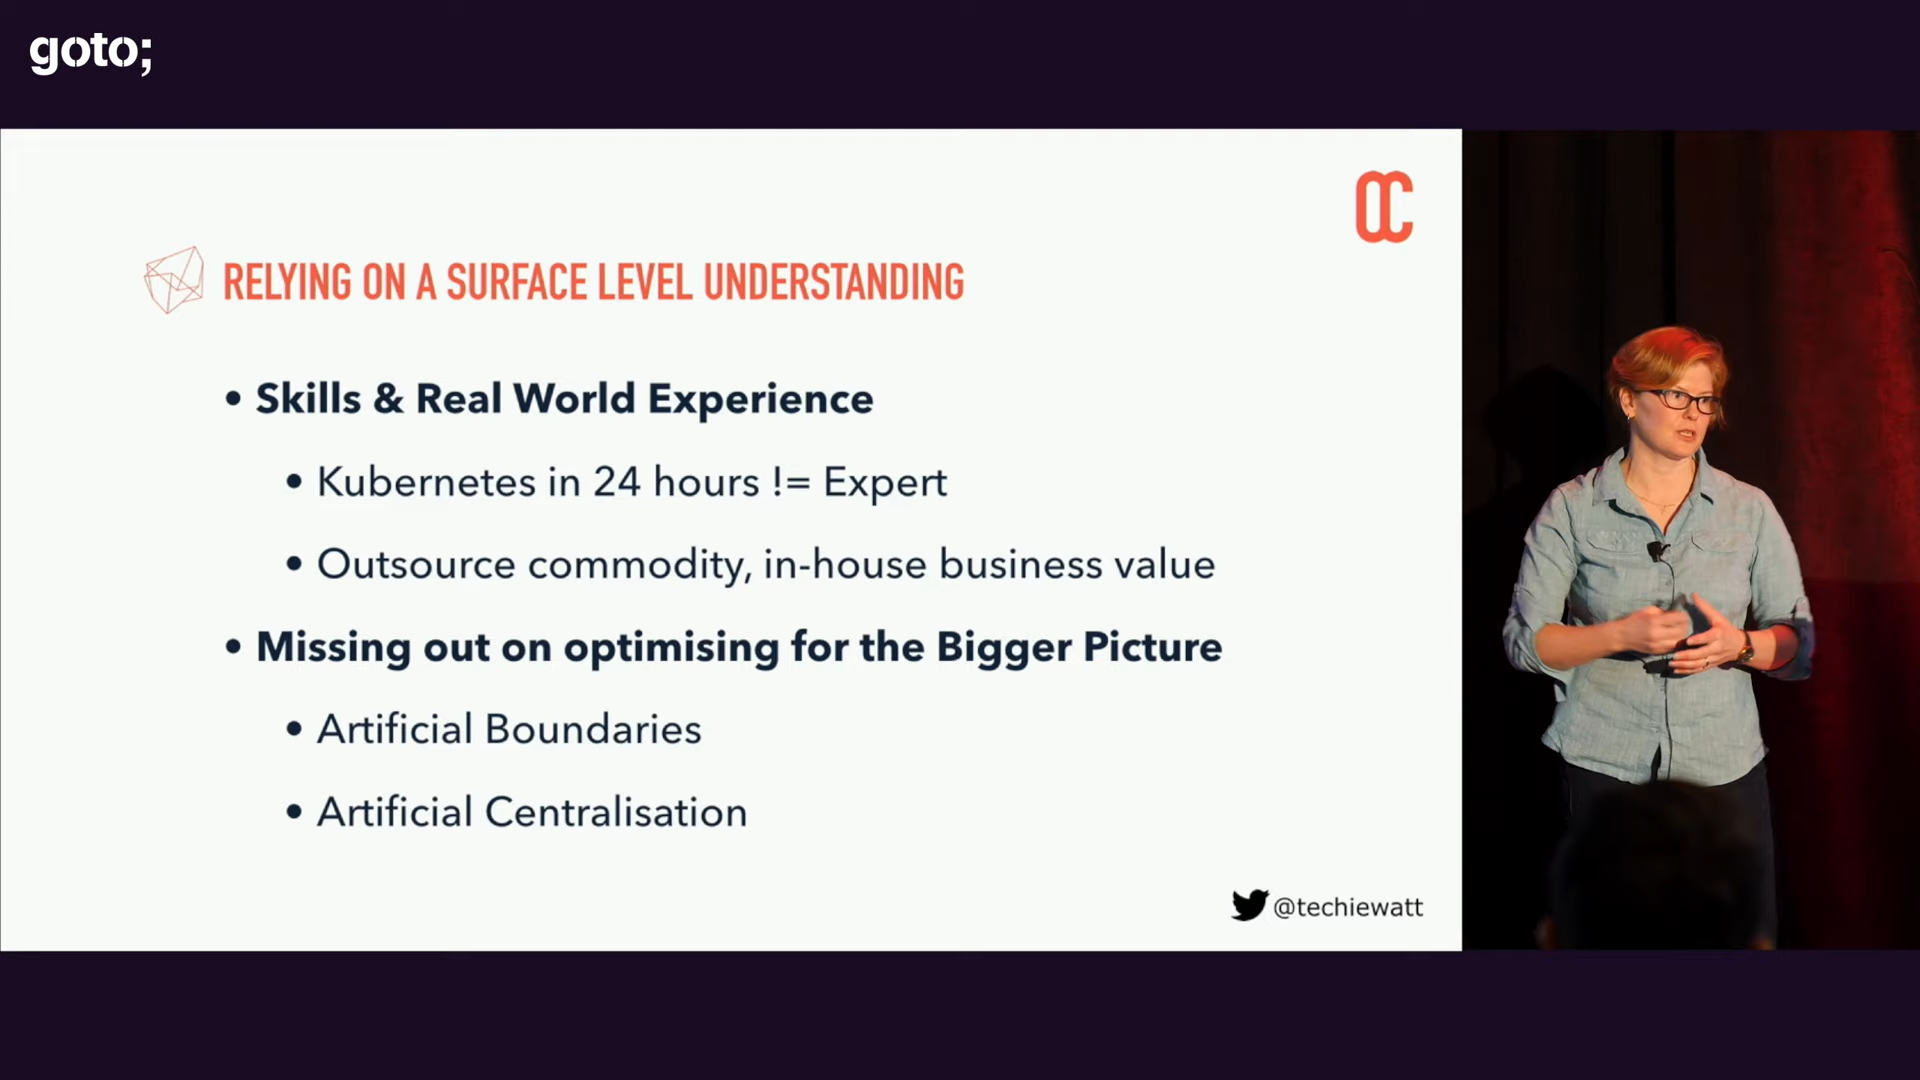 goto;
RELYING ON A SURFACE LEVEL UNDERSTANDING
• Skills & Real World Experience
• Kubernetes in 24 hours != Expert
• Outsource commodity, in-house business value
• Missing out on optimising for the Bigger Picture
• Artificial Boundaries
• Artificial Centralisation
@techiewatt